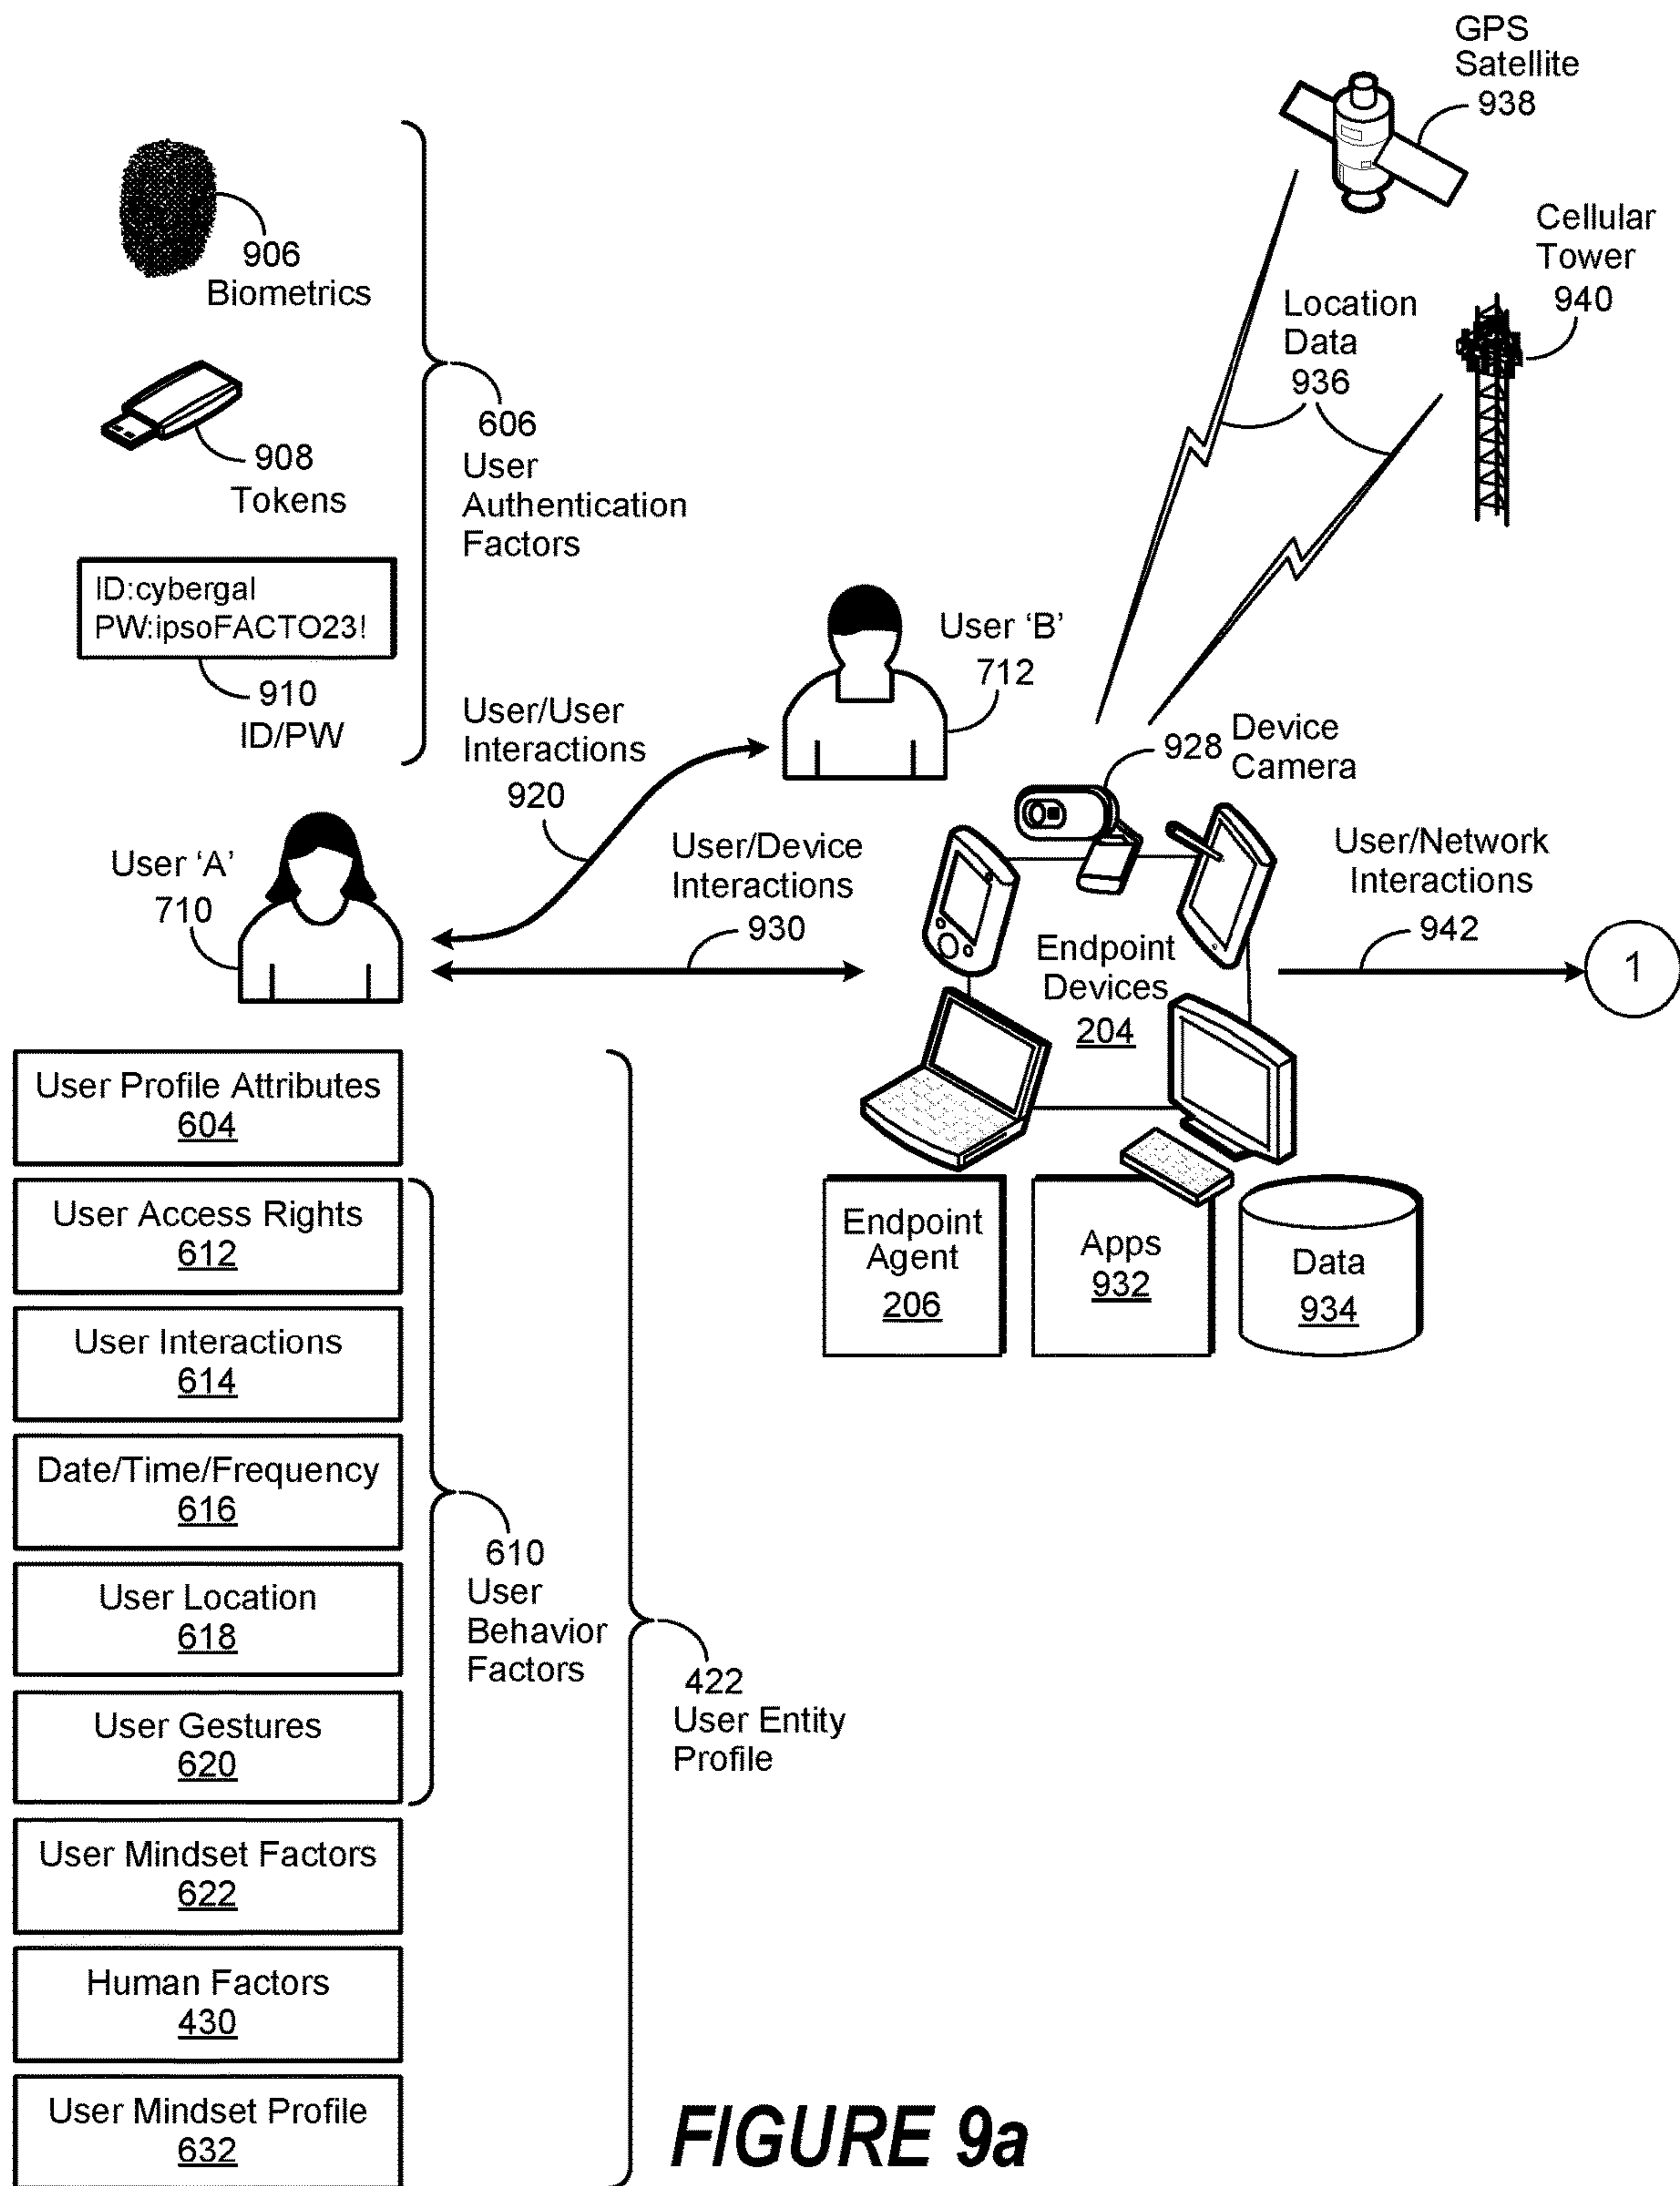 GPS
Satellite
938
Cellular
Tower
940
Location
Data
936
906
Biometrics
908
Tokens
ID:cybergal
PW:ipsoFACTO23!
910
ID/PW
606
User
Authentication
Factors
User ‘B’
712
User/User
Interactions
920
928 Device
Camera
User ‘A’
710
User/Device
Interactions
930
Endpoint
Devices
204
User/Network
Interactions
942
1
Endpoint
Agent
206
Apps
932
Data
934
User Profile Attributes
604
User Access Rights
612
User Interactions
614
Date/Time/Frequency
616
User Location
618
User Gestures
620
User Mindset Factors
622
Human Factors
430
User Mindset Profile
632
610
User
Behavior
Factors
422
User Entity
Profile
FIGURE 9a